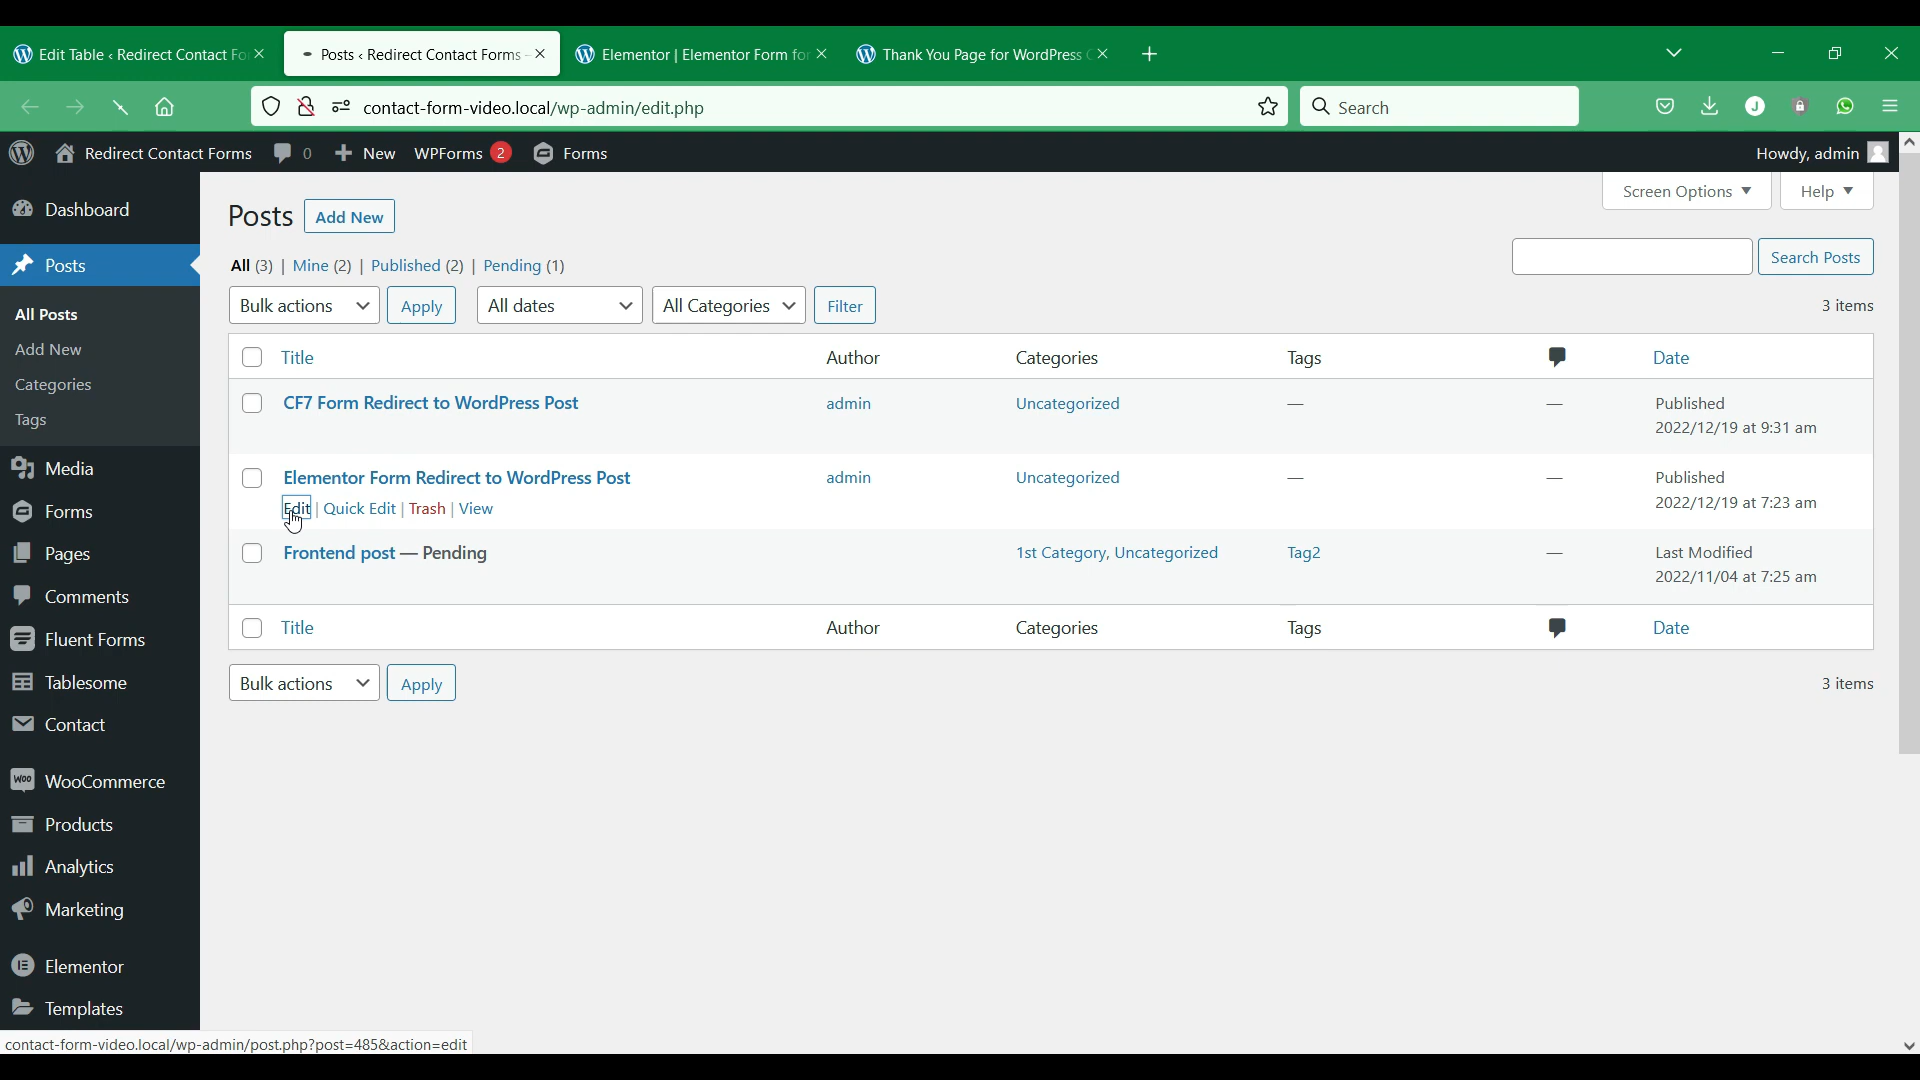 Edit Table ‹ Redirect Contact Fo
Posts ‹ Redirect Contact Forms –
Elementor | Elementor Form for
Thank You Page for WordPress C
contact-form-video.local/wp-admin/edit.php
Search
Redirect Contact Forms 0 New WPForms 2 Forms
Howdy, admin
Dashboard
Posts
All Posts
Add New
Categories
Tags
Media
Forms
Pages
Comments
Fluent Forms
Tablesome
Contact
WooCommerce
Products
Analytics
Marketing
Elementor
Templates
Screen Options Help
Posts Add New
All (3) | Mine (2) | Published (2) | Pending (1)
Search Posts
Bulk actions Apply All dates All Categories Filter 3 items
Title Author Categories Tags Date
CF7 Form Redirect to WordPress Post admin Uncategorized — — Published
2022/12/19 at 9:31 am
Elementor Form Redirect to WordPress Post admin Uncategorized — — Published
Edit | Quick Edit | Trash | View 2022/12/19 at 7:23 am
Frontend post — Pending 1st Category, Uncategorized Tag2 — Last Modified
2022/11/04 at 7:25 am
Title Author Categories Tags Date
Bulk actions Apply 3 items
contact-form-video.local/wp-admin/post.php?post=485&action=edit